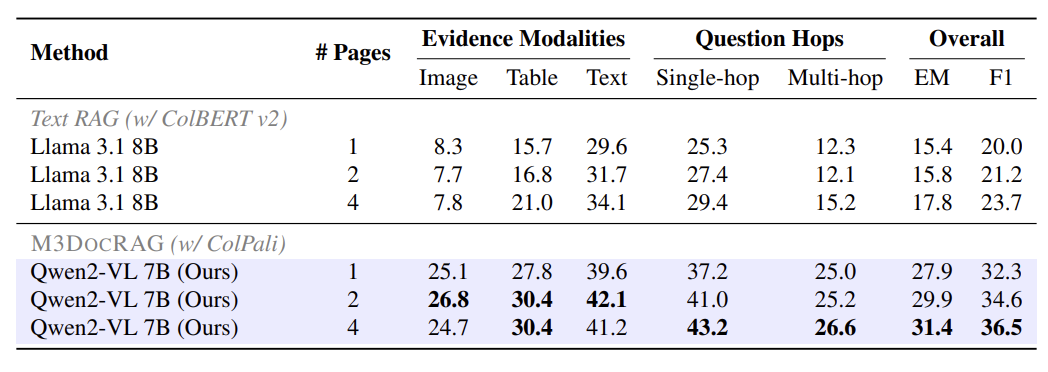 Method # Pages Evidence Modalities Question Hops Overall
Image Table Text Single-hop Multi-hop EM F1
Text RAG (w/ ColBERT v2)
Llama 3.1 8B 1 8.3 15.7 29.6 25.3 12.3 15.4 20.0
Llama 3.1 8B 2 7.7 16.8 31.7 27.4 12.1 15.8 21.2
Llama 3.1 8B 4 7.8 21.0 34.1 29.4 15.2 17.8 23.7
M3DOCRAG (w/ ColPali)
Qwen2-VL 7B (Ours) 1 25.1 27.8 39.6 37.2 25.0 27.9 32.3
Qwen2-VL 7B (Ours) 2 26.8 30.4 42.1 41.0 25.2 29.9 34.6
Qwen2-VL 7B (Ours) 4 24.7 30.4 41.2 43.2 26.6 31.4 36.5